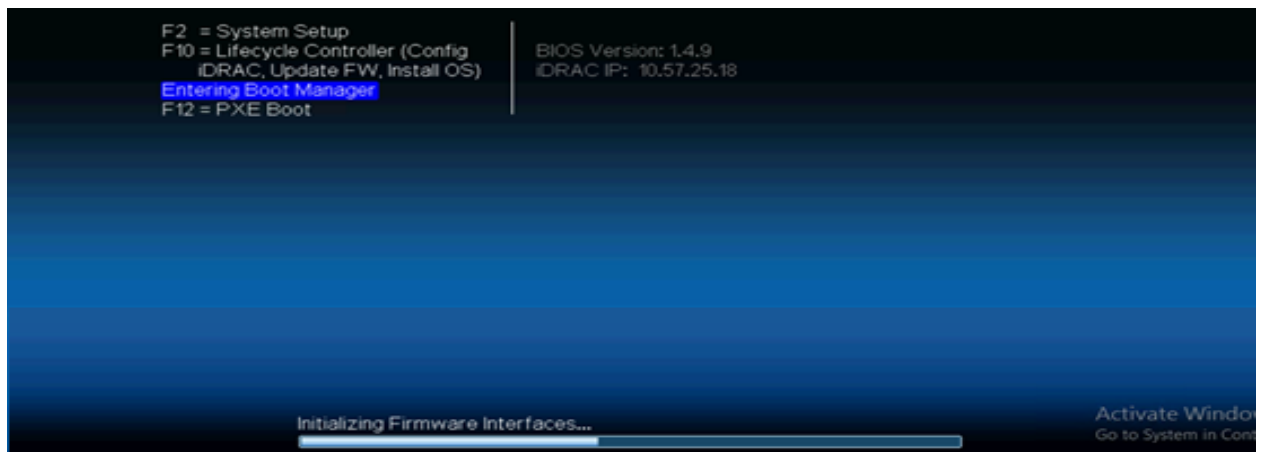 F2 = System Setup
F10 = Lifecycle Controller (Config
iDRAC, Update FW, Install OS)
Entering Boot Manager
F12 = PXE Boot
BIOS Version: 1.4.9
iDRAC IP: 10.57.25.18
Initializing Firmware Interfaces...
Activate Windo
Go to System in Cont